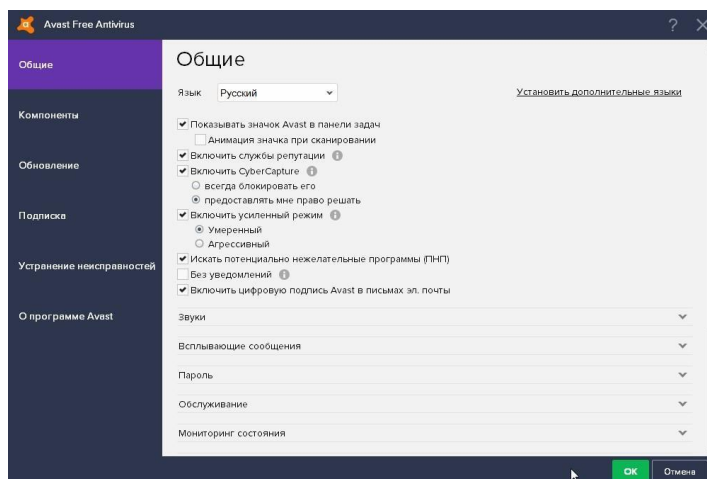 Avast Free Antivirus
?
Общие
Компоненты
Обновление
Подписка
Устранение неисправностей
О программе Avast
Общие
Язык Русский Установить дополнительные языки
Показывать значок Avast в панели задач
Анимация значка при сканировании
Включить службы репутации
Включить CyberCapture
всегда блокировать его
предоставлять мне право решать
Включить усиленный режим
Умеренный
Агрессивный
Искать потенциально нежелательные программы (ПНП)
Без уведомлений
Включить цифровую подпись Avast в письмах эл. почты
Звуки
Всплывающие сообщения
Пароль
Обслуживание
Мониторинг состояния
ОК Отмена